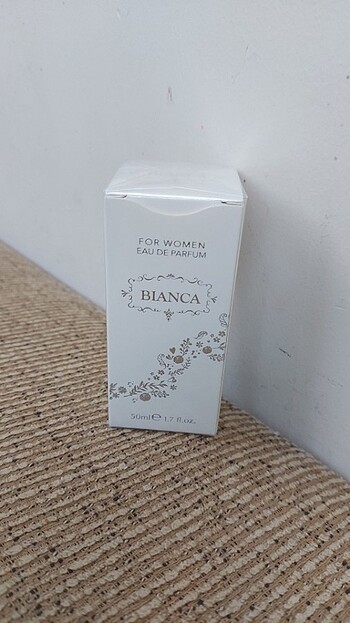 FOR WOMEN
EAU DE PARFUM
BIANCA
50ml ℮ 1.7 fl.oz.